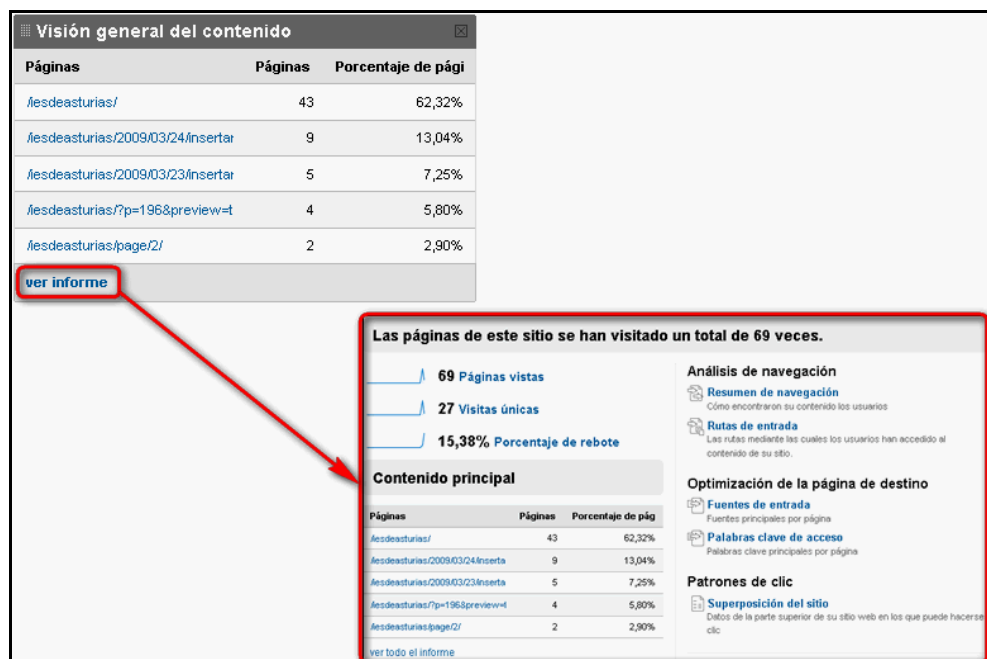 Visión general del contenido
Páginas Páginas Porcentaje de pági
/iesdeasturias/ 43 62,32%
/iesdeasturias/2009/03/24/insertar 9 13,04%
/iesdeasturias/2009/03/23/insertar 5 7,25%
/iesdeasturias/?p=196&preview=t 4 5,80%
/iesdeasturias/page/2/ 2 2,90%
ver informe
Las páginas de este sitio se han visitado un total de 69 veces.
69 Páginas vistas
27 Visitas únicas
15,38% Porcentaje de rebote
Contenido principal
Páginas Páginas Porcentaje de pág
/iesdeasturias/ 43 62,32%
/iesdeasturias/2009/03/24/inserta 9 13,04%
/iesdeasturias/2009/03/23/inserta 5 7,25%
/iesdeasturias/?p=196&preview=t 4 5,80%
/iesdeasturias/page/2/ 2 2,90%
ver todo el informe
Análisis de navegación
Resumen de navegación
Cómo encontraron su contenido los usuarios
Rutas de entrada
Las rutas mediante las cuales los usuarios han accedido al
contenido de su sitio.
Optimización de la página de destino
Fuentes de entrada
Fuentes principales por página
Palabras clave de acceso
Palabras clave principales por página
Patrones de clic
Superposición del sitio
Datos de la parte superior de su sitio web en los que puede hacerse
clic